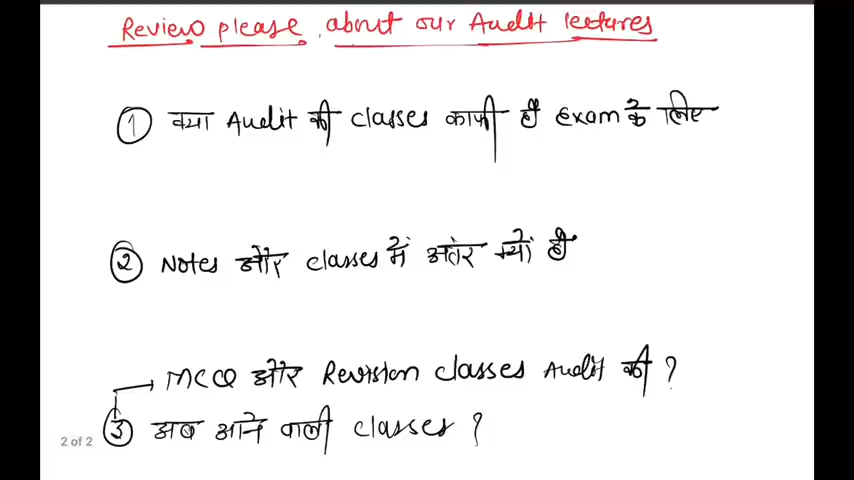 Review please about our Audit lectures
① क्या Audit की classes काफी है Exam के लिए
② Notes और classes में अंतर क्यों है
→ MCQ और Revision classes Audit की ?
③ अब आने वाली classes ?
2 of 2